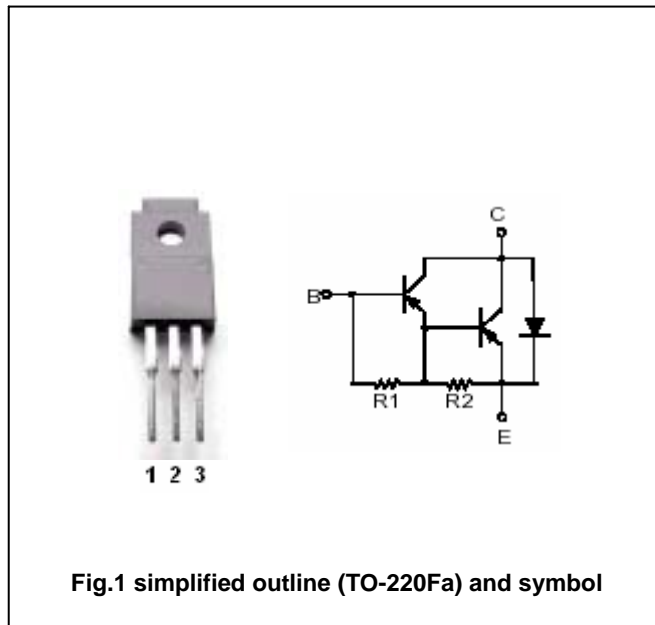 C
B
R1 R2
E
1 2 3
Fig.1 simplified outline (TO-220Fa) and symbol